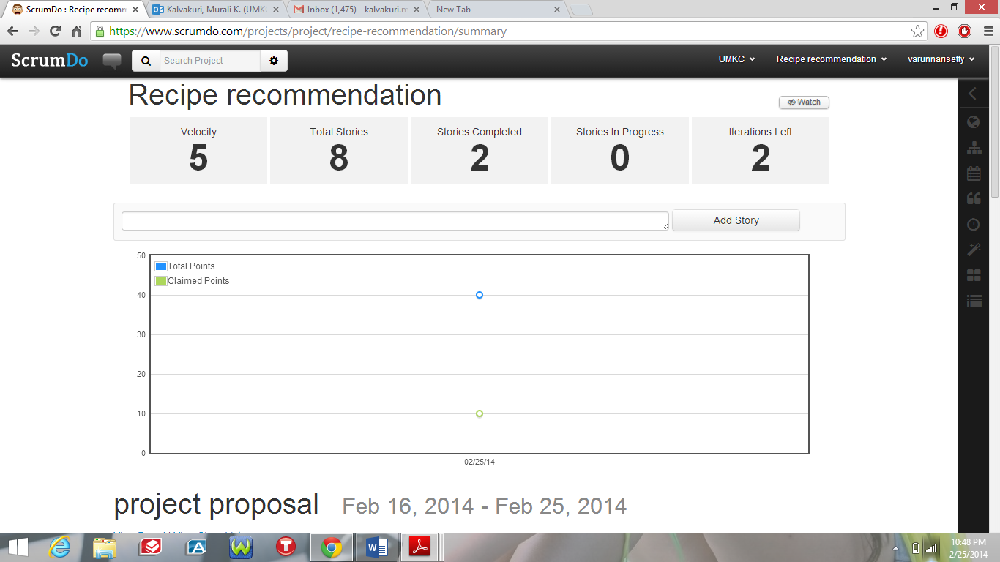 ScrumDo : Recipe recomm
Kalvakuri, Murali K. (UMK
Inbox (1,475) - kalvakuri.m
New Tab
https://www.scrumdo.com/projects/project/recipe-recommendation/summary
ScrumDo
Search Project
UMKC
Recipe recommendation
varunnarisetty
Recipe recommendation
Watch
Velocity
5
Total Stories
8
Stories Completed
2
Stories In Progress
0
Iterations Left
2
Add Story
50
40
30
20
10
0
Total Points
Claimed Points
02/25/14
project proposal Feb 16, 2014 - Feb 25, 2014
10:48 PM
2/25/2014